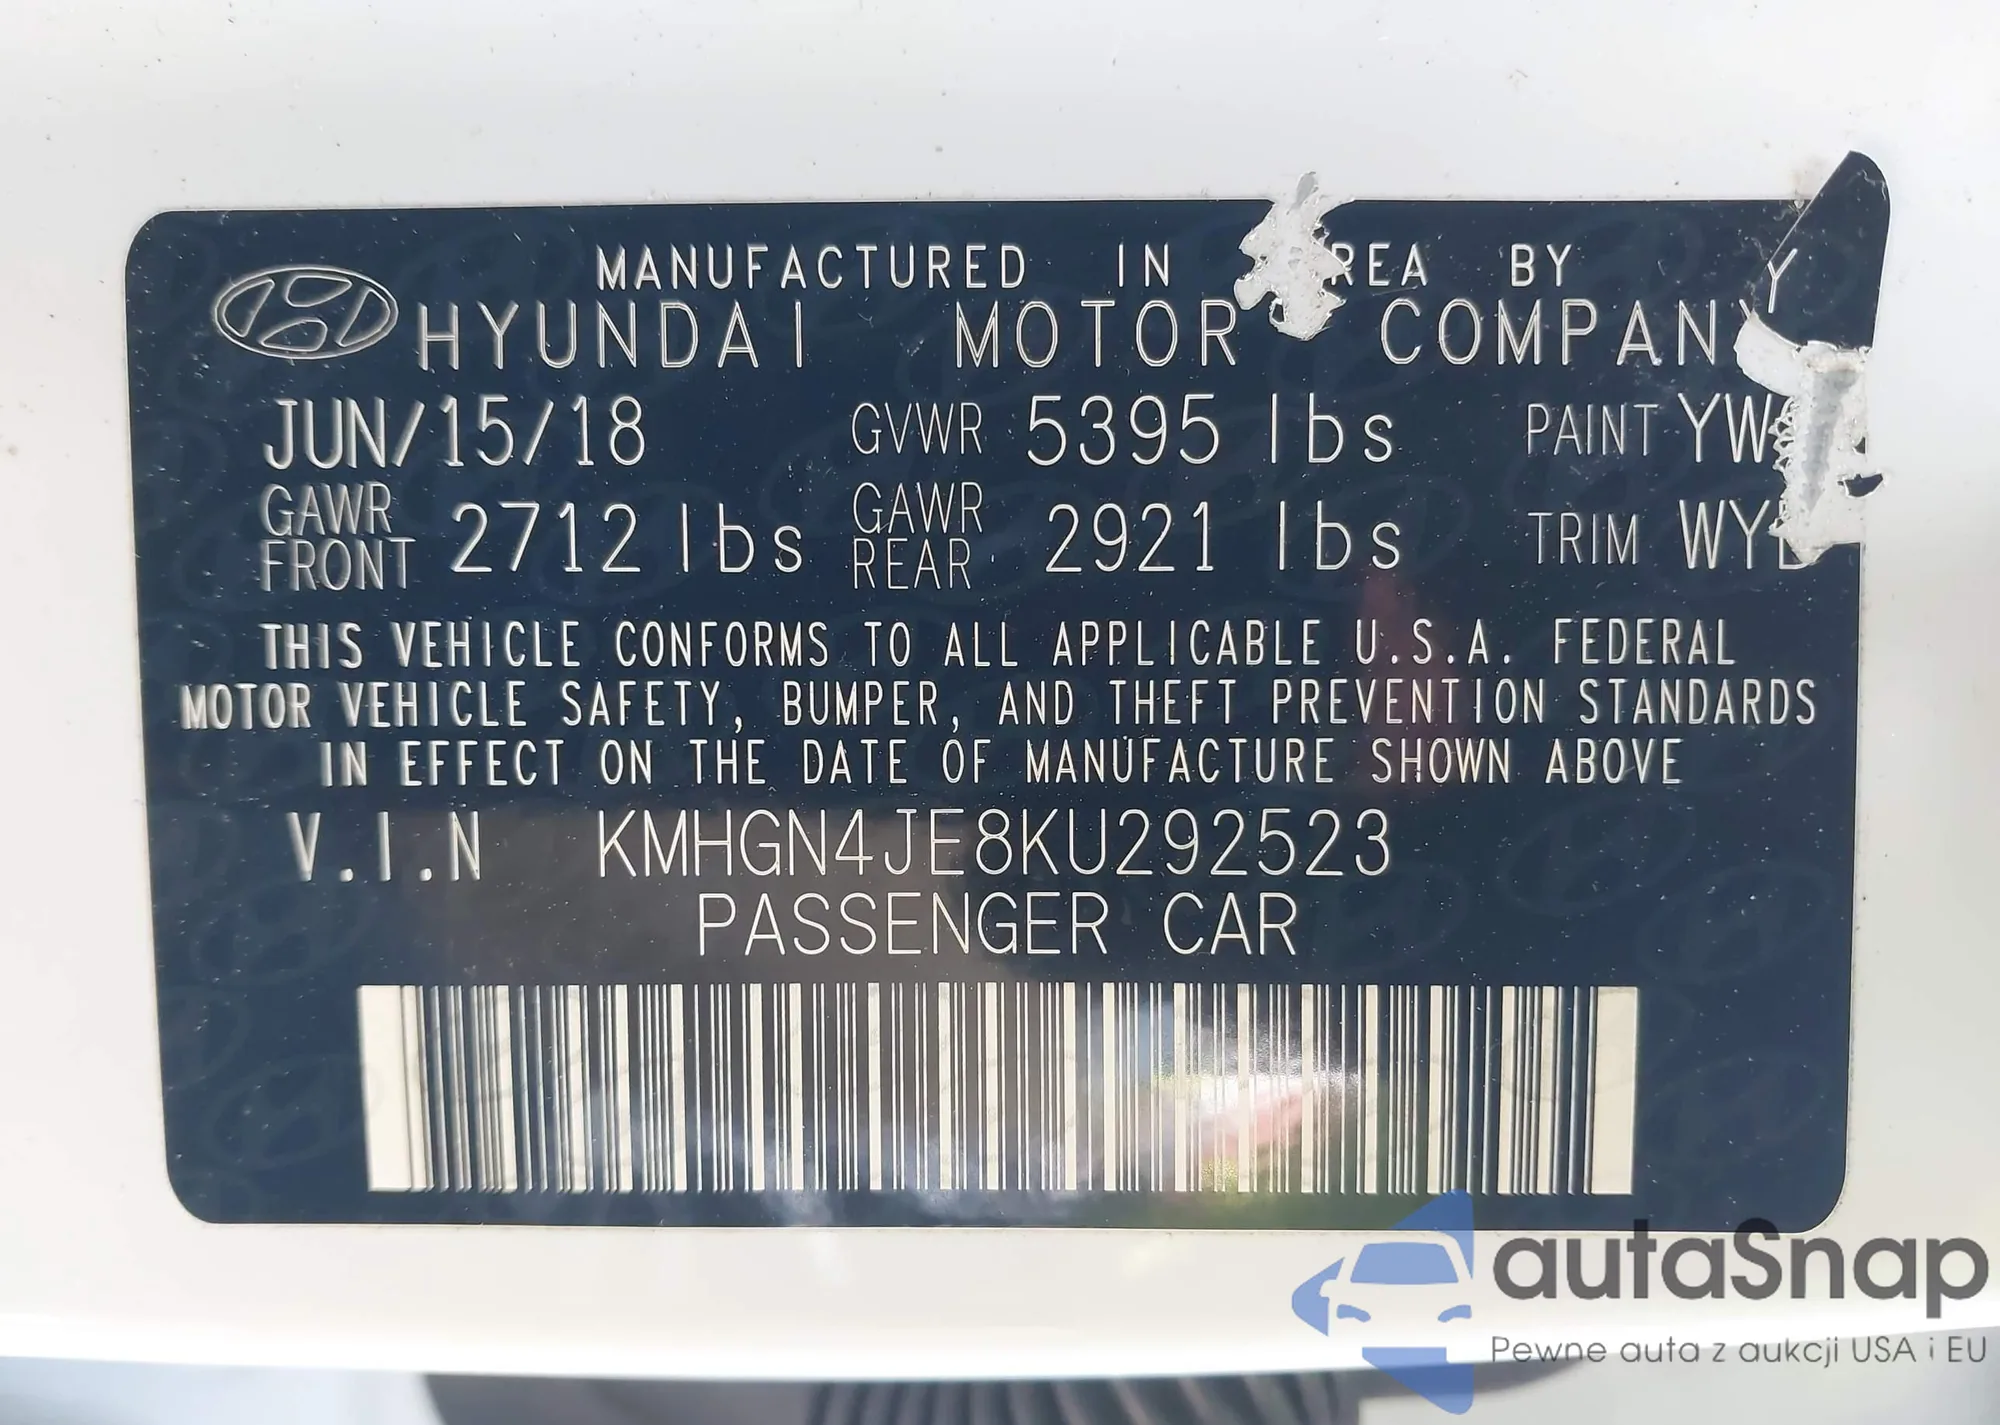 MANUFACTURED IN REA BY
HYUNDAI MOTOR COMPANY
JUN/15/18 GVWR 5395 lbs PAINT YW
GAWR FRONT 2712 lbs GAWR REAR 2921 lbs TRIM WY
THIS VEHICLE CONFORMS TO ALL APPLICABLE U.S.A. FEDERAL
MOTOR VEHICLE SAFETY, BUMPER, AND THEFT PREVENTION STANDARDS
IN EFFECT ON THE DATE OF MANUFACTURE SHOWN ABOVE
V.I.N KMHGN4JE8KU292523
PASSENGER CAR
autaSnap
Pewne auta z aukcji USA i EU